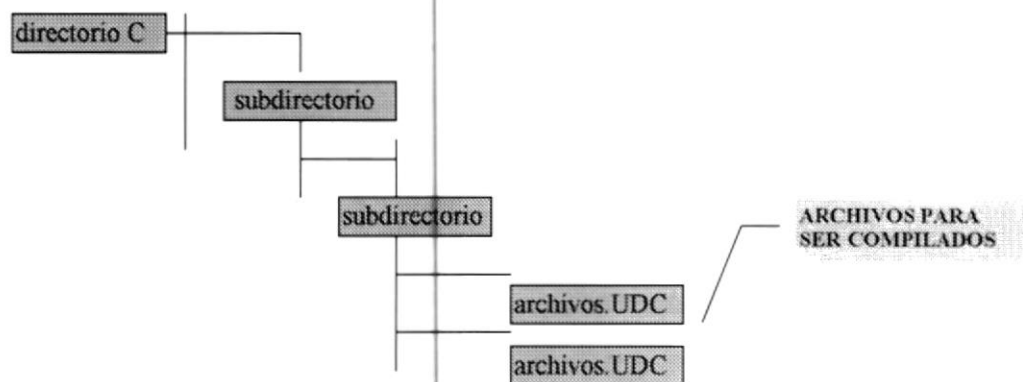 directorio C
subdirectorio
subdirectorio
ARCHIVOS PARA
SER COMPILADOS
archivos.UDC
archivos.UDC